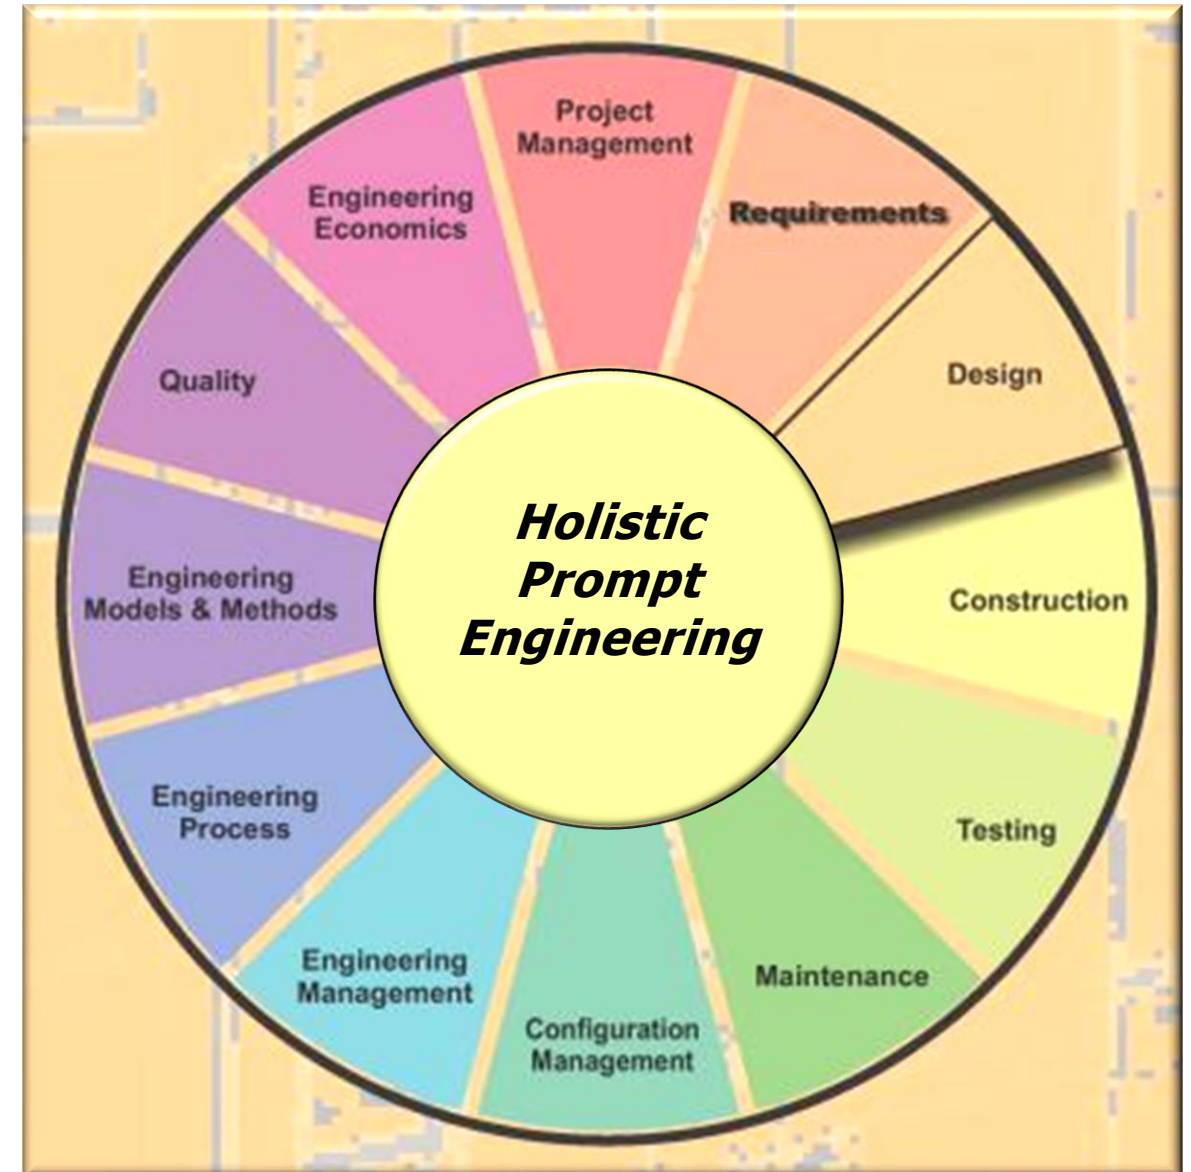 Project
Management
Requirements
Design
Construction
Testing
Maintenance
Configuration
Management
Engineering
Management
Engineering
Process
Engineering
Models & Methods
Quality
Engineering
Economics
Holistic
Prompt
Engineering